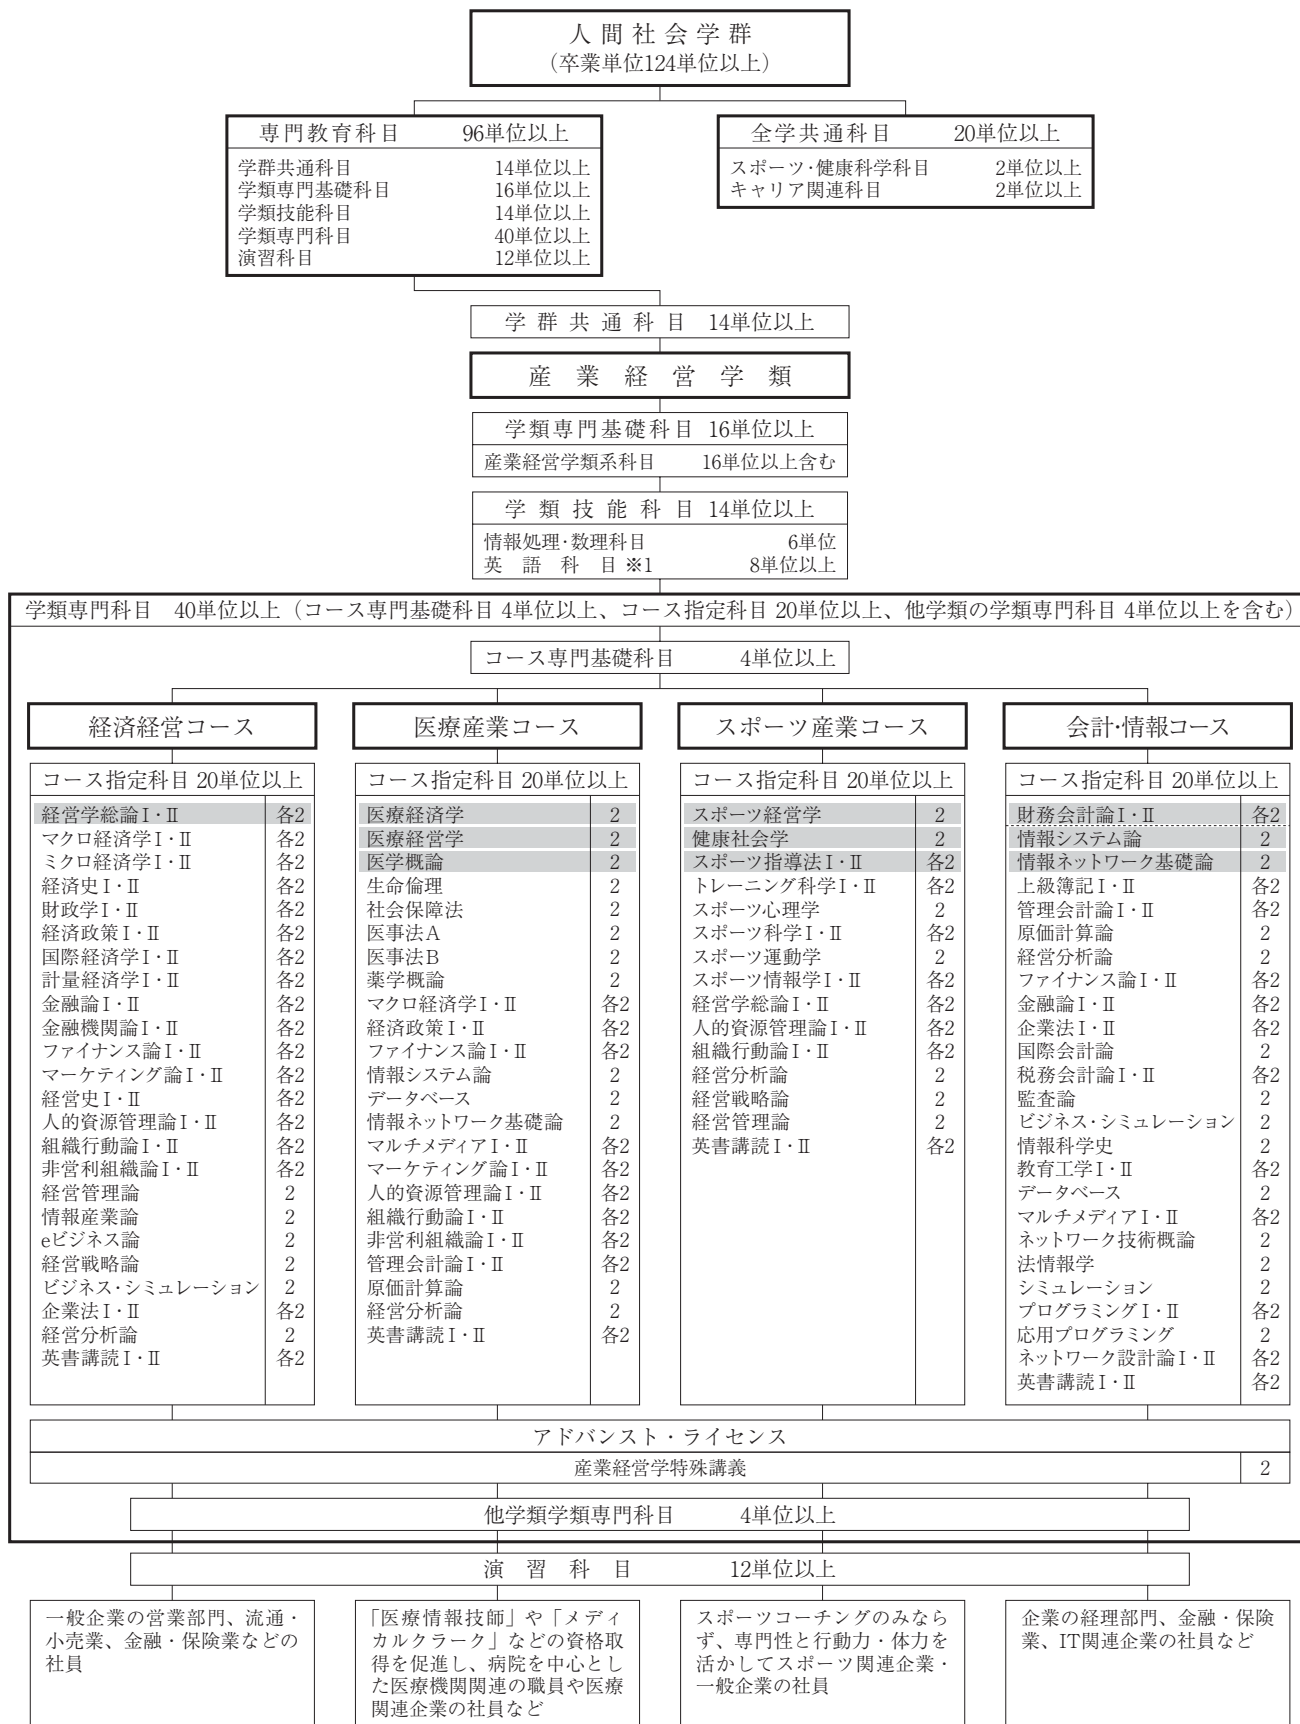 人間社会学群
(卒業単位124単位以上)
専門教育科目 96単位以上
学群共通科目 14単位以上
学類専門基礎科目 16単位以上
学類技能科目 14単位以上
学類専門科目 40単位以上
演習科目 12単位以上
全学共通科目 20単位以上
スポーツ・健康科学科目 2単位以上
キャリア関連科目 2単位以上
学群共通科目 14単位以上
産業経営学類
学類専門基礎科目 16単位以上
産業経営学類系科目 16単位以上含む
学類技能科目 14単位以上
情報処理・数理科目 6単位
英語科目※1 8単位以上
学類専門科目 40単位以上（コース専門基礎科目 4単位以上、コース指定科目 20単位以上、他学類の学類専門科目 4単位以上を含む）
コース専門基礎科目 4単位以上
経済経営コース
コース指定科目 20単位以上
経営学総論Ⅰ・Ⅱ 各2
マクロ経済学Ⅰ・Ⅱ 各2
ミクロ経済学Ⅰ・Ⅱ 各2
経済史Ⅰ・Ⅱ 各2
財政学Ⅰ・Ⅱ 各2
経済政策Ⅰ・Ⅱ 各2
国際経済学Ⅰ・Ⅱ 各2
計量経済学Ⅰ・Ⅱ 各2
金融論Ⅰ・Ⅱ 各2
金融機関論Ⅰ・Ⅱ 各2
ファイナンス論Ⅰ・Ⅱ 各2
マーケティング論Ⅰ・Ⅱ 各2
経営史Ⅰ・Ⅱ 各2
人的資源管理論Ⅰ・Ⅱ 各2
組織行動論Ⅰ・Ⅱ 各2
非営利組織論Ⅰ・Ⅱ 各2
経営管理論 2
情報産業論 2
eビジネス論 2
経営戦略論 2
ビジネス・シミュレーション 2
企業法Ⅰ・Ⅱ 各2
経営分析論 2
英書講読Ⅰ・Ⅱ 各2
医療産業コース
コース指定科目 20単位以上
医療経済学 2
医療経営学 2
医学概論 2
生命倫理 2
社会保障法 2
医事法A 2
医事法B 2
薬学概論 2
マクロ経済学Ⅰ・Ⅱ 各2
経済政策Ⅰ・Ⅱ 各2
ファイナンス論Ⅰ・Ⅱ 各2
情報システム論 2
データベース 2
情報ネットワーク基礎論 2
マルチメディアⅠ・Ⅱ 各2
マーケティング論Ⅰ・Ⅱ 各2
人的資源管理論Ⅰ・Ⅱ 各2
組織行動論Ⅰ・Ⅱ 各2
非営利組織論Ⅰ・Ⅱ 各2
管理会計論Ⅰ・Ⅱ 各2
原価計算論 2
経営分析論 2
英書講読Ⅰ・Ⅱ 各2
スポーツ産業コース
コース指定科目 20単位以上
スポーツ経営学 2
健康社会学 2
スポーツ指導法Ⅰ・Ⅱ 各2
トレーニング科学Ⅰ・Ⅱ 各2
スポーツ心理学 2
スポーツ科学Ⅰ・Ⅱ 各2
スポーツ運動学 2
スポーツ情報学Ⅰ・Ⅱ 各2
経営学総論Ⅰ・Ⅱ 各2
人的資源管理論Ⅰ・Ⅱ 各2
組織行動論Ⅰ・Ⅱ 各2
経営分析論 2
経営戦略論 2
経営管理論 2
英書講読Ⅰ・Ⅱ 各2
会計・情報コース
コース指定科目 20単位以上
財務会計論Ⅰ・Ⅱ 各2
情報システム論 2
情報ネットワーク基礎論 2
上級簿記Ⅰ・Ⅱ 各2
管理会計論Ⅰ・Ⅱ 各2
原価計算論 2
経営分析論 2
ファイナンス論Ⅰ・Ⅱ 各2
金融論Ⅰ・Ⅱ 各2
企業法Ⅰ・Ⅱ 各2
国際会計論 2
税務会計論Ⅰ・Ⅱ 各2
監査論 2
ビジネス・シミュレーション 2
情報科学史 2
教育工学Ⅰ・Ⅱ 各2
データベース 2
マルチメディアⅠ・Ⅱ 各2
ネットワーク技術概論 2
法情報学 2
シミュレーション 2
プログラミングⅠ・Ⅱ 各2
応用プログラミング 2
ネットワーク設計論Ⅰ・Ⅱ 各2
英書講読Ⅰ・Ⅱ 各2
アドバンスト・ライセンス
産業経営学特殊講義 2
他学類学類専門科目 4単位以上
演習科目 12単位以上
一般企業の営業部門、流通・
小売業、金融・保険業などの
社員
「医療情報技師」や「メディ
カルクラーク」などの資格取
得を促進し、病院を中心とし
た医療機関関連の職員や医療
関連企業の社員など
スポーツコーチングのみなら
ず、専門性と行動力・体力を
活かしてスポーツ関連企業・
一般企業の社員
企業の経理部門、金融・保険
業、IT関連企業の社員など